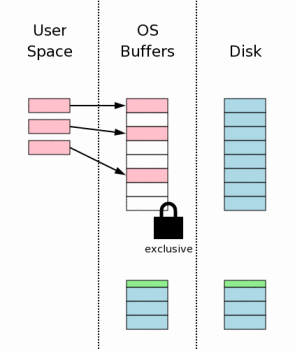 User
Space
OS
Buffers
Disk
exclusive